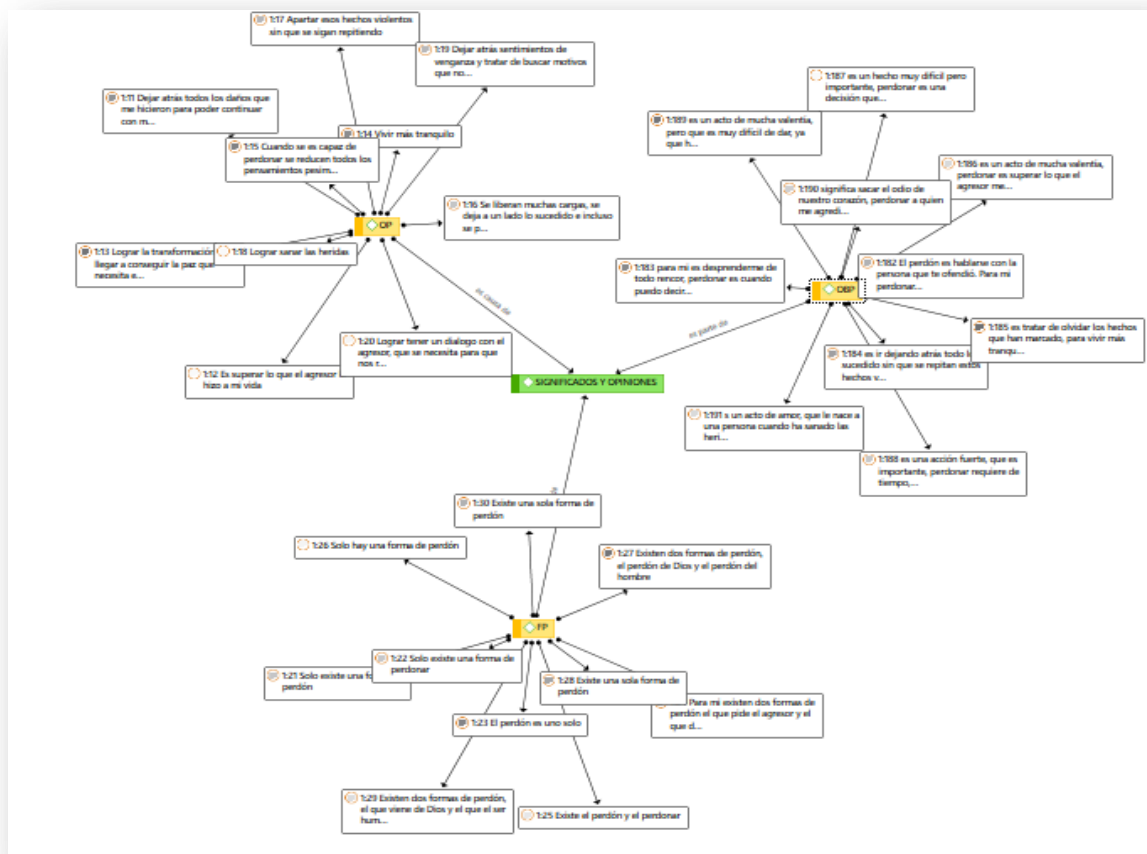 1:17 Apartar esos hechos violentos
sin que se sigan repitiendo
1:19 Dejar atrás sentimientos de
venganza y tratar de buscar motivos
que no...
1:11 Dejar atrás todos los daños que
me hicieron para poder continuar
con m...
1:14 Vivir más tranquilo
1:15 Cuando se es capaz de
perdonar se reducen todos los
pensamientos pesim...
1:16 Se liberan muchas cargas, se
deja a un lado lo sucedido e incluso
se p...
OP
1:13 Lograr la transformación
llegar a conseguir la paz que
necesita e...
1:18 Lograr sanar las heridas
1:20 Lograr tener un dialogo con el
agresor, que se necesita para que
nos r...
1:12 Es superar lo que el agresor
hizo a mi vida
es causa de
1:187 es un hecho muy dificil pero
importante, perdonar es una
decisión que...
1:189 es un acto de mucha valentia,
pero que es muy dificil de dar, ya
que h...
1:186 es un acto de mucha valentia,
perdonar es superar lo que el
agresor me...
1:190 significa sacar el odio de
nuestro corazón, perdonar a quien
me agredi...
1:182 El perdón es hablarse con la
persona que te ofendió. Para mi
perdonar...
1:183 para mi es desprenderme de
todo rencor, perdonar es cuando
puedo decir...
OBP
1:185 es tratar de olvidar los hechos
que han marcado, para vivir más
tranqu...
1:184 es ir dejando atrás todo
sucedido sin que se repitan estos
hechos v...
es parte de
1:191 s un acto de amor, que le nace a
una persona cuando ha sanado las
heri...
1:188 es una acción fuerte, que es
importante, perdonar requiere de
tiempo,...
SIGNIFICADOS Y OPINIONES
1:30 Existe una sola forma de
perdón
1:26 Solo hay una forma de perdón
1:27 Existen dos formas de perdón,
el perdón de Dios y el perdón del
hombre
FP
1:22 Solo existe una forma de
perdonar
1:21 Solo existe una
perdón
1:28 Existe una sola forma de
perdón
Para mi existen dos formas de
perdón el que pide el agresor y el
que d...
1:23 El perdón es uno solo
1:29 Existen dos formas de perdón,
el que viene de Dios y el que el ser
hum...
1:25 Existe el perdón y el perdonar